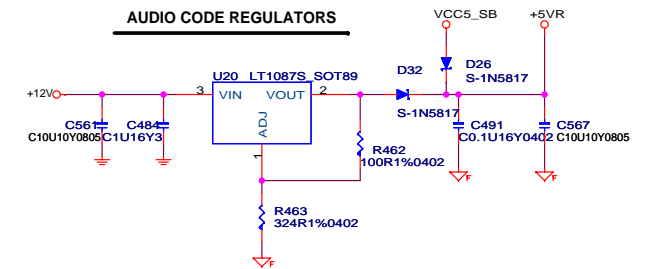 AUDIO CODE REGULATORS
VCC5_SB
+5VR
D32
D26
S-1N5817
U20 LT1087S_SOT89
+12V
3
VIN
VOUT
2
ADJ
S-1N5817
C561
C10U10Y0805
C484
C1U16Y3
1
R462
100R1%0402
C491
C0.1U16Y0402
C567
C10U10Y0805
R463
324R1%0402
F
F
F